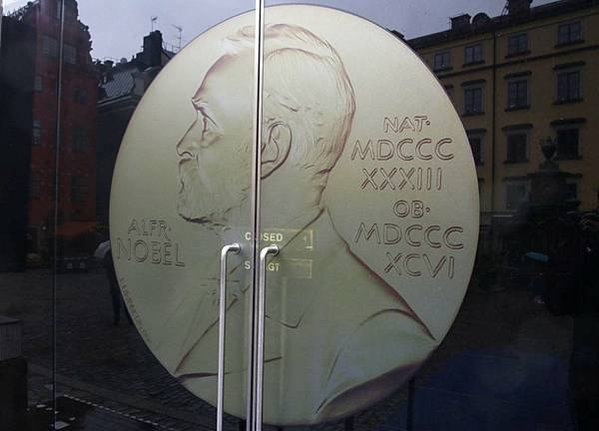 ALFR·
NOBEL
NAT·
MDCCC
XXXIII
OB·
MDCCC
XCVI
CLOSED